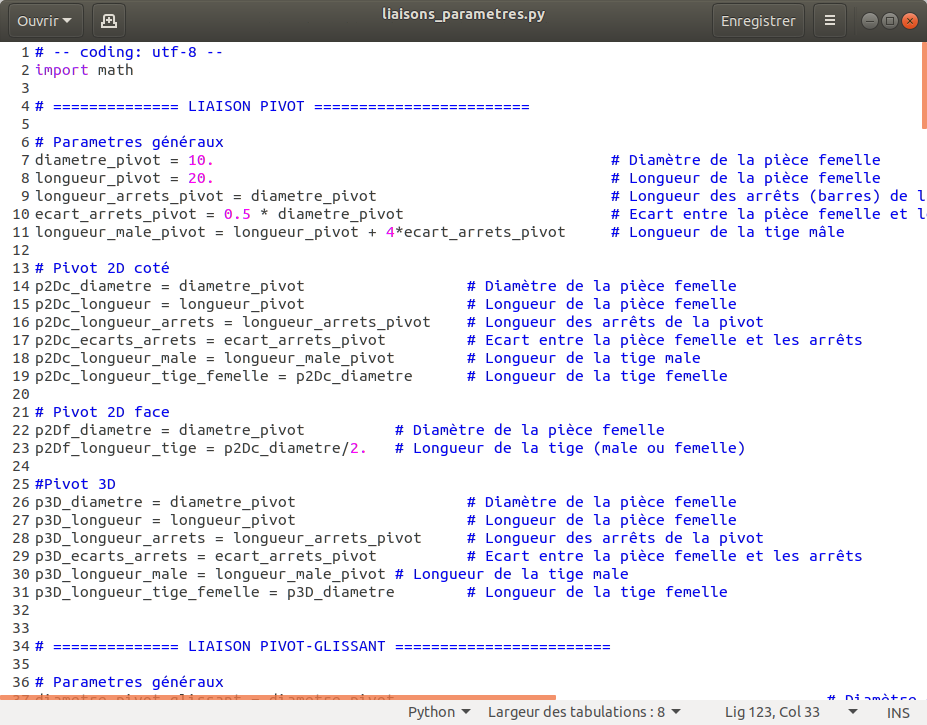 Ouvrir
liaisons_parametres.py
Enregistrer
1 # -- coding: utf-8 --
2 import math
3
4 # ============== LIAISON PIVOT ========================
5
6 # Parametres généraux
7 diametre_pivot = 10. # Diamètre de la pièce femelle
8 longueur_pivot = 20. # Longueur de la pièce femelle
9 longueur_arrets_pivot = diametre_pivot # Longueur des arrêts (barres) de l
10 ecart_arrets_pivot = 0.5 * diametre_pivot # Ecart entre la pièce femelle et l
11 longueur_male_pivot = longueur_pivot + 4*ecart_arrets_pivot # Longueur de la tige mâle
12
13 # Pivot 2D coté
14 p2Dc_diametre = diametre_pivot # Diamètre de la pièce femelle
15 p2Dc_longueur = longueur_pivot # Longueur de la pièce femelle
16 p2Dc_longueur_arrets = longueur_arrets_pivot # Longueur des arrêts de la pivot
17 p2Dc_ecarts_arrets = ecart_arrets_pivot # Ecart entre la pièce femelle et les arrêts
18 p2Dc_longueur_male = longueur_male_pivot # Longueur de la tige male
19 p2Dc_longueur_tige_femelle = p2Dc_diametre # Longueur de la tige femelle
20
21 # Pivot 2D face
22 p2Df_diametre = diametre_pivot # Diamètre de la pièce femelle
23 p2Df_longueur_tige = p2Dc_diametre/2. # Longueur de la tige (male ou femelle)
24
25 #Pivot 3D
26 p3D_diametre = diametre_pivot # Diamètre de la pièce femelle
27 p3D_longueur = longueur_pivot # Longueur de la pièce femelle
28 p3D_longueur_arrets = longueur_arrets_pivot # Longueur des arrêts de la pivot
29 p3D_ecarts_arrets = ecart_arrets_pivot # Ecart entre la pièce femelle et les arrêts
30 p3D_longueur_male = longueur_male_pivot # Longueur de la tige male
31 p3D_longueur_tige_femelle = p3D_diametre # Longueur de la tige femelle
32
33
34 # ============== LIAISON PIVOT-GLISSANT ========================
35
36 # Parametres généraux
37 diametre_pivot_glissant = diametre_pivot # Diamètre
Python Largeur des tabulations : 8 Lig 123, Col 33 INS